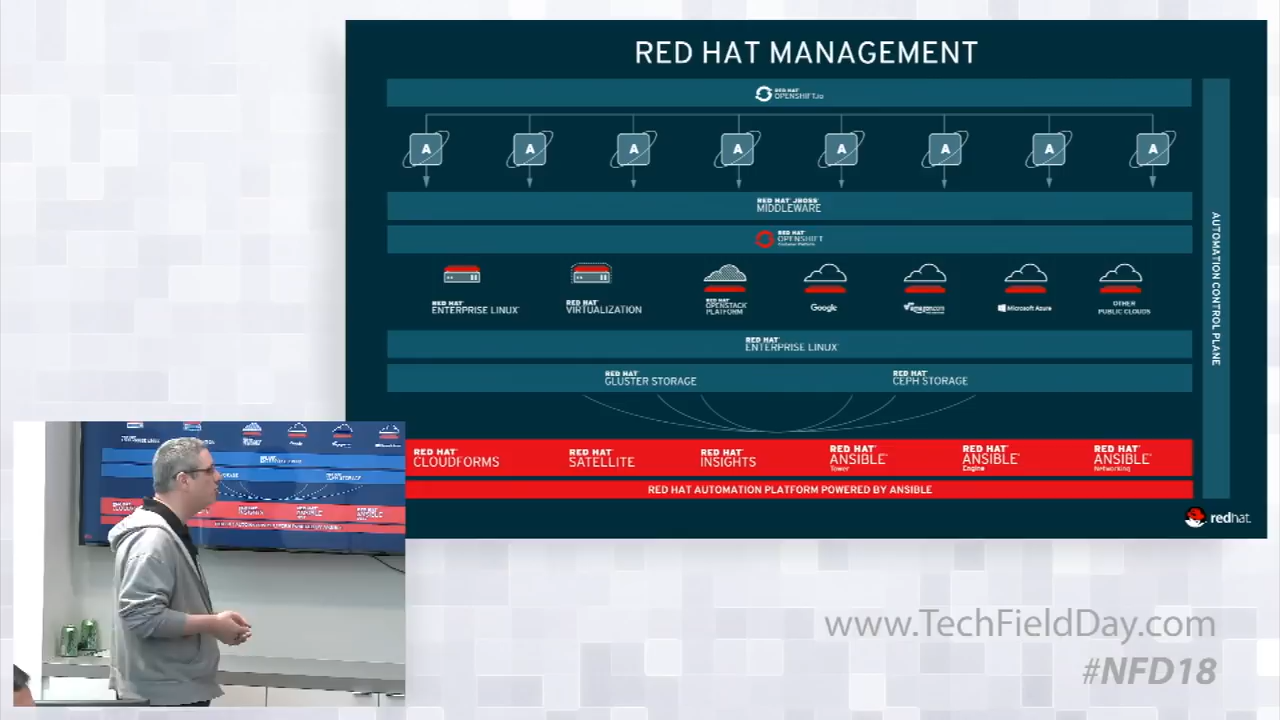 RED HAT MANAGEMENT
RED HAT
OPENSHIFT.io
A A A A A A A A
RED HAT JBOSS
MIDDLEWARE
RED HAT
OPENSHIFT
Container Platform
RED HAT
ENTERPRISE LINUX
RED HAT
VIRTUALIZATION
RED HAT
OPENSTACK
PLATFORM
Google
amazon.com
Microsoft Azure
OTHER
PUBLIC CLOUDS
RED HAT
ENTERPRISE LINUX
RED HAT
GLUSTER STORAGE
RED HAT
CEPH STORAGE
AUTOMATION CONTROL PLANE
RED HAT
CLOUDFORMS
RED HAT
SATELLITE
RED HAT
INSIGHTS
RED HAT
ANSIBLE
Tower
RED HAT
ANSIBLE
Engine
RED HAT
ANSIBLE
Networking
RED HAT AUTOMATION PLATFORM POWERED BY ANSIBLE
redhat.
www.TechFieldDay.com
#NFD18